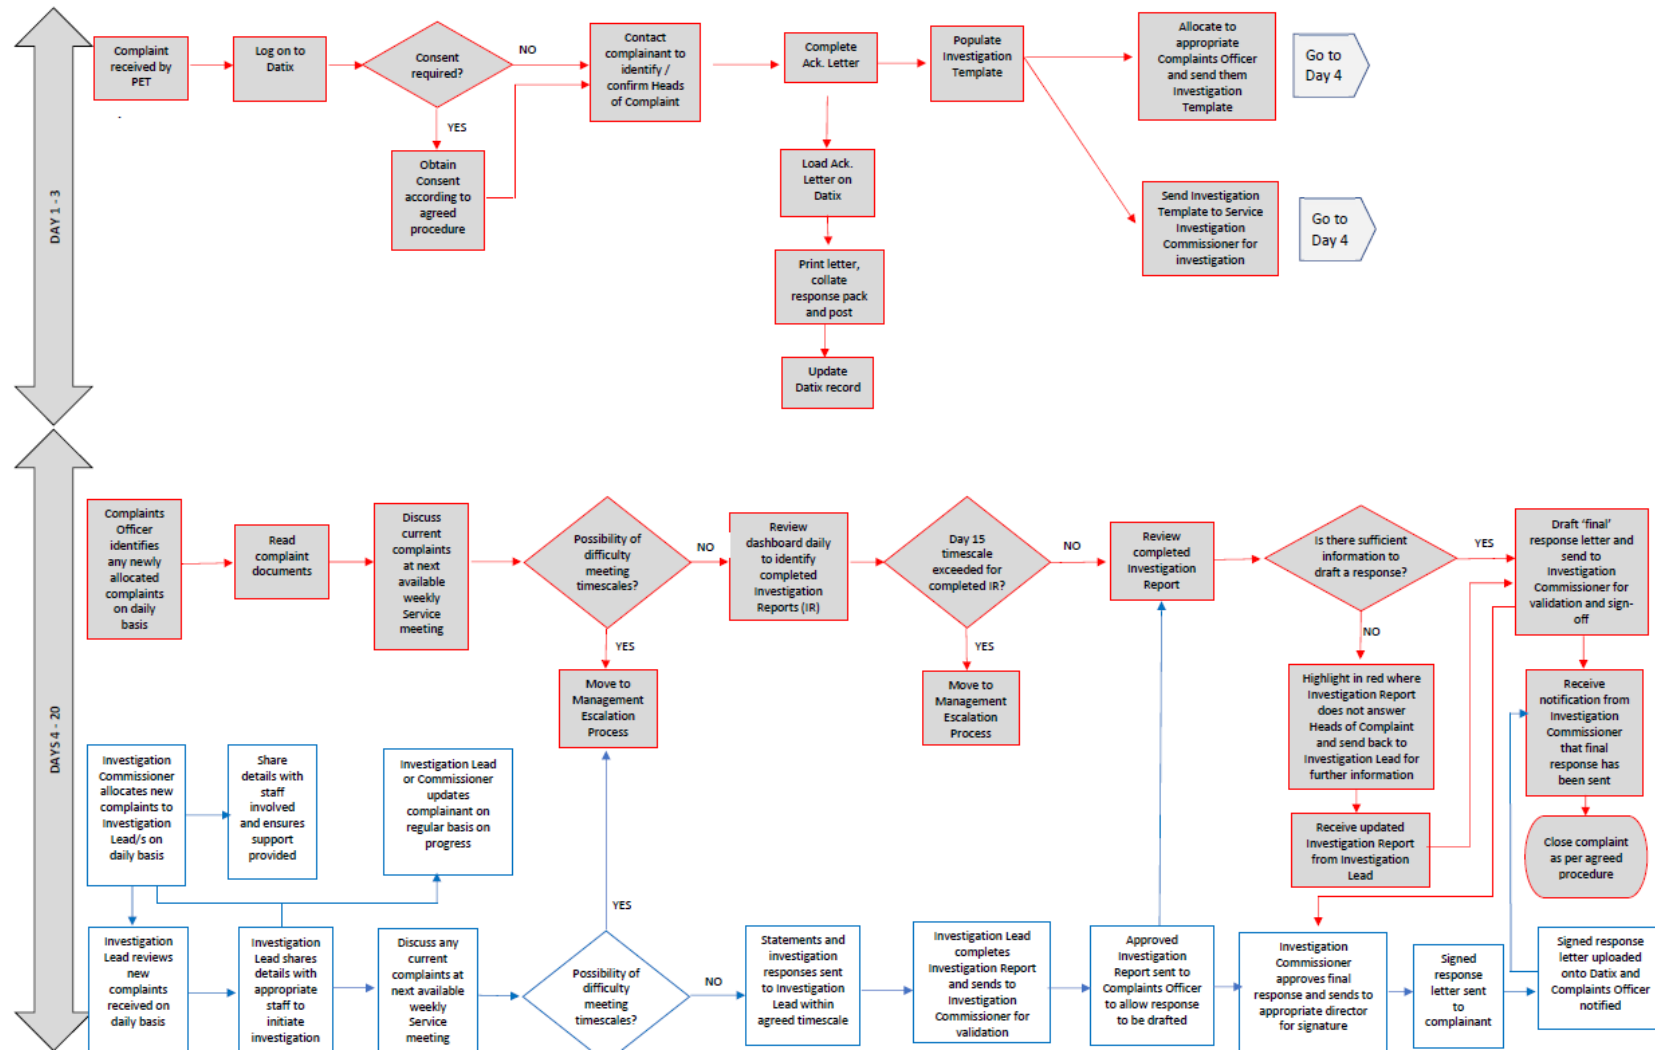 DAY 1 - 3
Complaint
received by
PET
Log on to
Datix
Consent
required?
NO
YES
Obtain
Consent
according to
agreed
procedure
Contact
complainant to
identify /
confirm Heads
of Complaint
Complete
Ack. Letter
Load Ack.
Letter on
Datix
Print letter,
collate
response pack
and post
Update
Datix record
Populate
Investigation
Template
Allocate to
appropriate
Complaints Officer
and send them
Investigation
Template
Go to
Day 4
Send Investigation
Template to Service
Investigation
Commissioner for
investigation
Go to
Day 4
DAYS 4 - 20
Complaints
Officer
identifies
any newly
allocated
complaints
on daily
basis
Read
complaint
documents
Discuss
current
complaints
at next
available
weekly
Service
meeting
Possibility of
difficulty
meeting
timescales?
NO
YES
Move to
Management
Escalation
Process
Review
dashboard daily
to identify
completed
Investigation
Reports (IR)
Day 15
timescale
exceeded for
completed IR?
NO
YES
Move to
Management
Escalation
Process
Review
completed
Investigation
Report
Is there sufficient
information to
draft a response?
YES
NO
Highlight in red where
Investigation Report
does not answer
Heads of Complaint
and send back to
Investigation Lead for
further information
Receive updated
Investigation Report
from Investigation
Lead
Draft ‘final’
response letter and
send to
Investigation
Commissioner for
validation and sign-
off
Receive
notification from
Investigation
Commissioner
that final
response has
been sent
Close complaint
as per agreed
procedure
Investigation
Commissioner
allocates new
complaints to
Investigation
Lead/s on
daily basis
Share
details with
staff
involved
and ensures
support
provided
Investigation Lead
or Commissioner
updates
complainant on
regular basis on
progress
Investigation
Lead reviews
new
complaints
received on
daily basis
Investigation
Lead shares
details with
appropriate
staff to
initiate
investigation
Discuss any
current
complaints at
next available
weekly
Service
meeting
YES
Possibility of
difficulty
meeting
timescales?
NO
Statements and
investigation
responses sent
to Investigation
Lead within
agreed timescale
Investigation Lead
completes
Investigation Report
and sends to
Investigation
Commissioner for
validation
Approved
Investigation
Report sent to
Complaints Officer
to allow response
to be drafted
Investigation
Commissioner
approves final
response and sends to
appropriate director
for signature
Signed
response
letter sent to
complainant
Signed response
letter uploaded
onto Datix and
Complaints Officer
notified